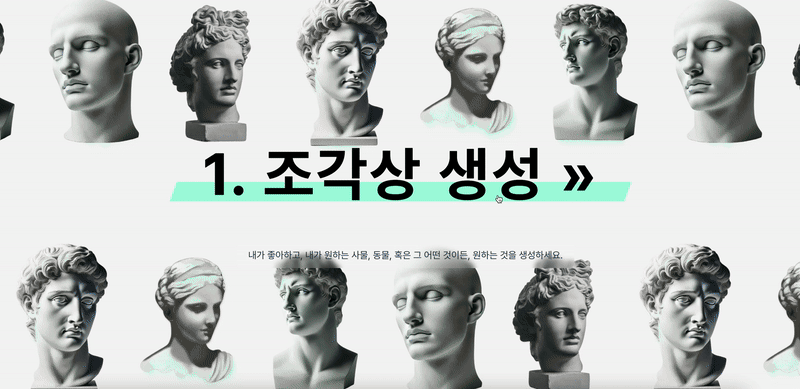 1. 조각상 생성 »
내가 좋아하고, 내가 원하는 사물, 동물, 혹은 그 어떤 것이든, 원하는 것을 생성하세요.